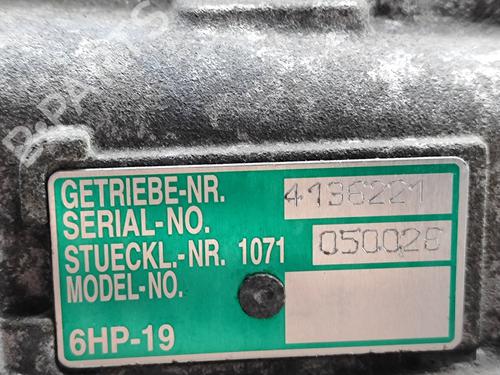 GETRIEBE-NR. 4136221
SERIAL-NO.
STUECKL.-NR. 1071 050028
MODEL-NO.
6HP-19